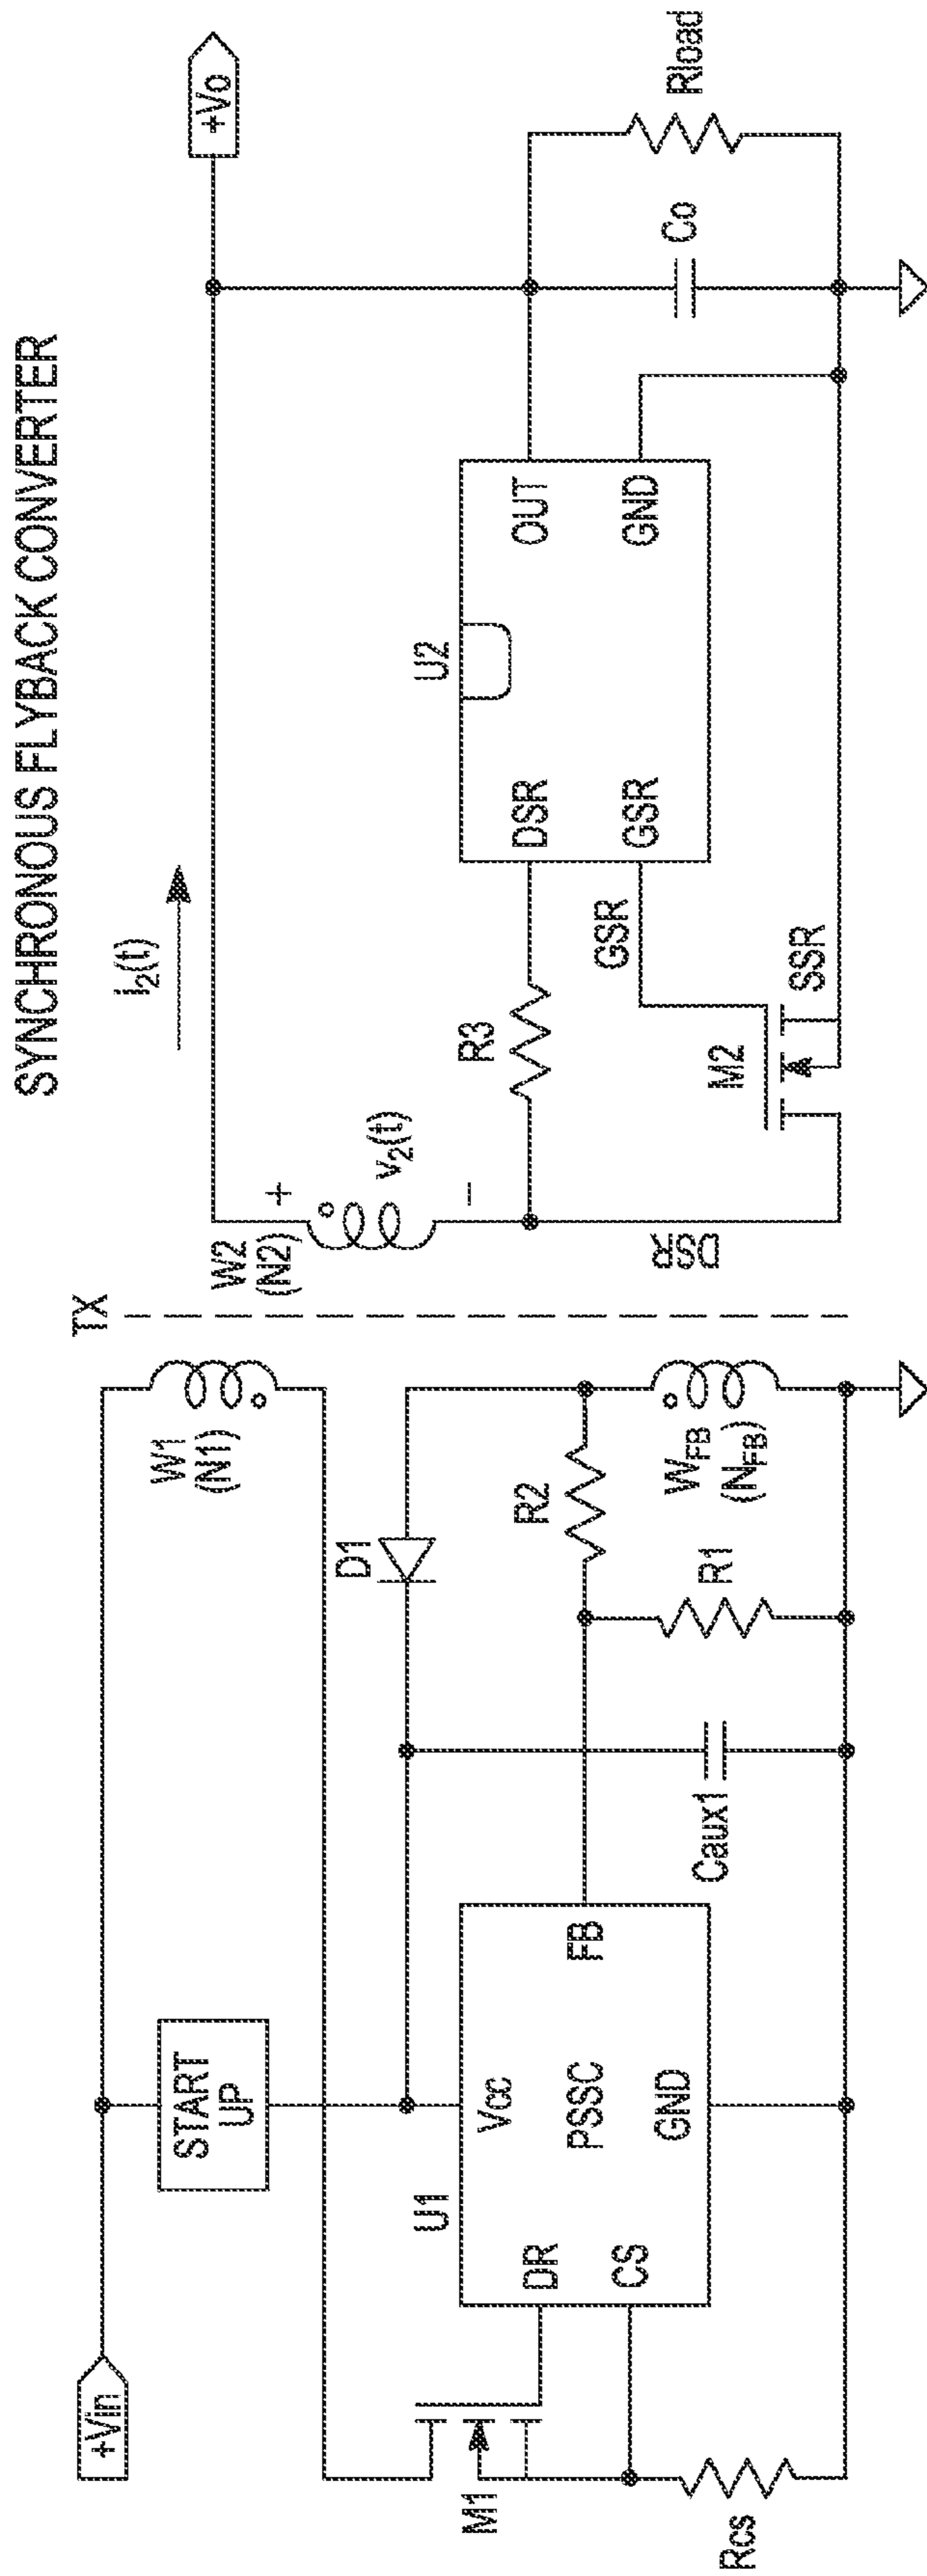 SYNCHRONOUS FLYBACK CONVERTER
+Vin
START
UP
W1
(N1)
TX
W2
(N2)
i2(t)
+Vo
+
v2(t)
−
D1
R2
WFB
(NFB)
R1
Caux1
U1
Vcc
DR
PSSC
FB
CS
GND
M1
Rcs
DSR
R3
U2
DSR
OUT
GSR
GND
GSR
M2
SSR
Co
Rload